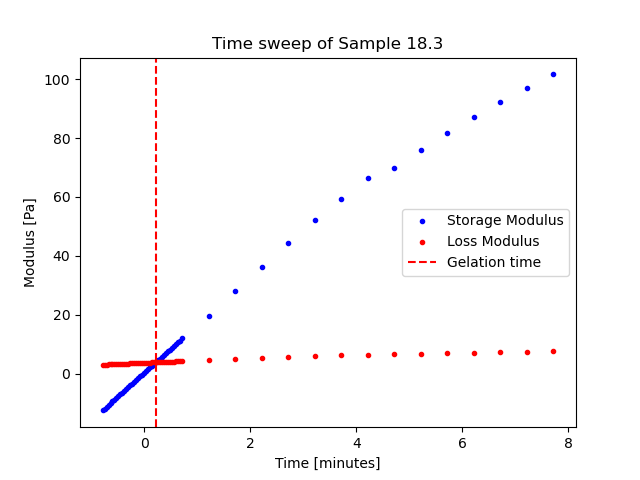 Time sweep of Sample 18.3
100
80
60
40
20
0
Modulus [Pa]
Storage Modulus
Loss Modulus
Gelation time
0 2 4 6 8
Time [minutes]